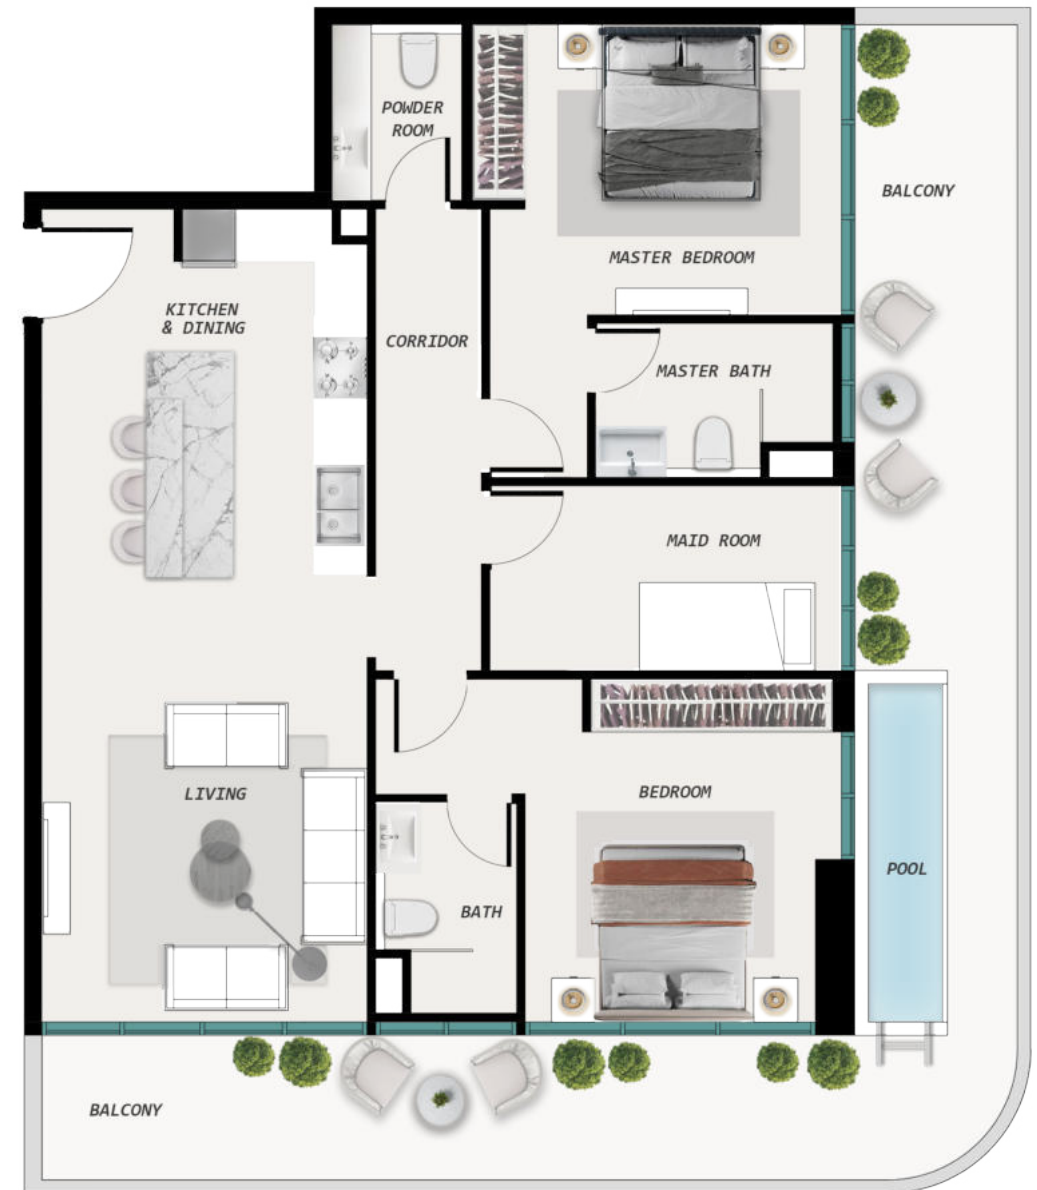 POWDER
ROOM
BALCONY
MASTER BEDROOM
KITCHEN
& DINING
CORRIDOR
MASTER BATH
MAID ROOM
LIVING
BEDROOM
POOL
BATH
BALCONY